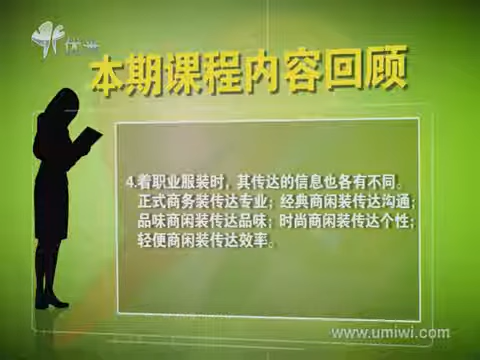 优米
本期课程内容回顾
4.着职业服装时，其传达的信息也各有不同。
正式商务装传达专业；经典商闲装传达沟通；
品味商闲装传达品味；时尚商闲装传达个性；
轻便商闲装传达效率。
www.umiwi.com